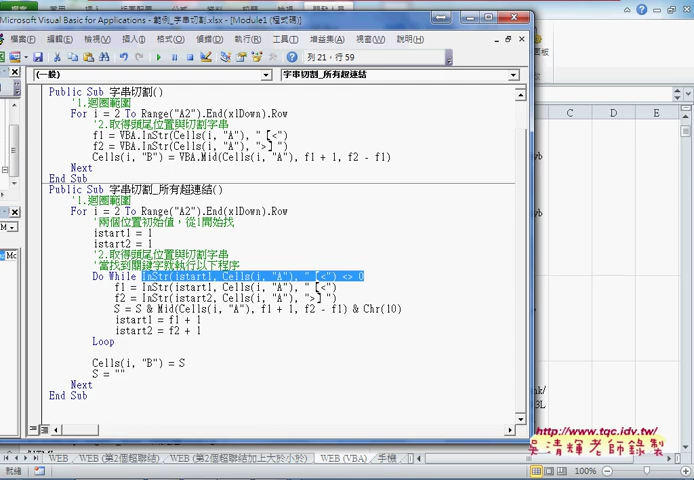 Microsoft Visual Basic for Applications - 範例_字串切割.xlsx - [Module1 (程式碼)]
檔案(F) 編輯(E) 檢視(V) 插入(I) 格式(O) 偵錯(D) 執行(R) 工具(T) 增益集(A) 視窗(W) 說明(H)
列 21, 行 59
(一般) 字串切割_所有超連結
Public Sub 字串切割()
'1.迴圈範圍
For i = 2 To Range("A2").End(xlDown).Row
'2.取得頭尾位置與切割字串
f1 = VBA.InStr(Cells(i, "A"), "【<")
f2 = VBA.InStr(Cells(i, "A"), ">】")
Cells(i, "B") = VBA.Mid(Cells(i, "A"), f1 + 1, f2 - f1)
Next
End Sub
Public Sub 字串切割_所有超連結()
'1.迴圈範圍
For i = 2 To Range("A2").End(xlDown).Row
'兩個位置初始值，從1開始找
istart1 = 1
istart2 = 1
'2.取得頭尾位置與切割字串
'當找到關鍵字就執行以下程序
Do While InStr(istart1, Cells(i, "A"), "【<") <> 0
f1 = InStr(istart1, Cells(i, "A"), "【<")
f2 = InStr(istart2, Cells(i, "A"), ">】")
S = S & Mid(Cells(i, "A"), f1 + 1, f2 - f1) & Chr(10)
istart1 = f1 + 1
istart2 = f2 + 1
Loop
Cells(i, "B") = S
S = ""
Next
End Sub
C D E
http://www.tqc.idv.tw/
吳清輝老師錄製
WEB WEB (第2個超聯結) WEB (第2個超聯結加上大於小於) WEB (VBA) 手機
就緒 100%